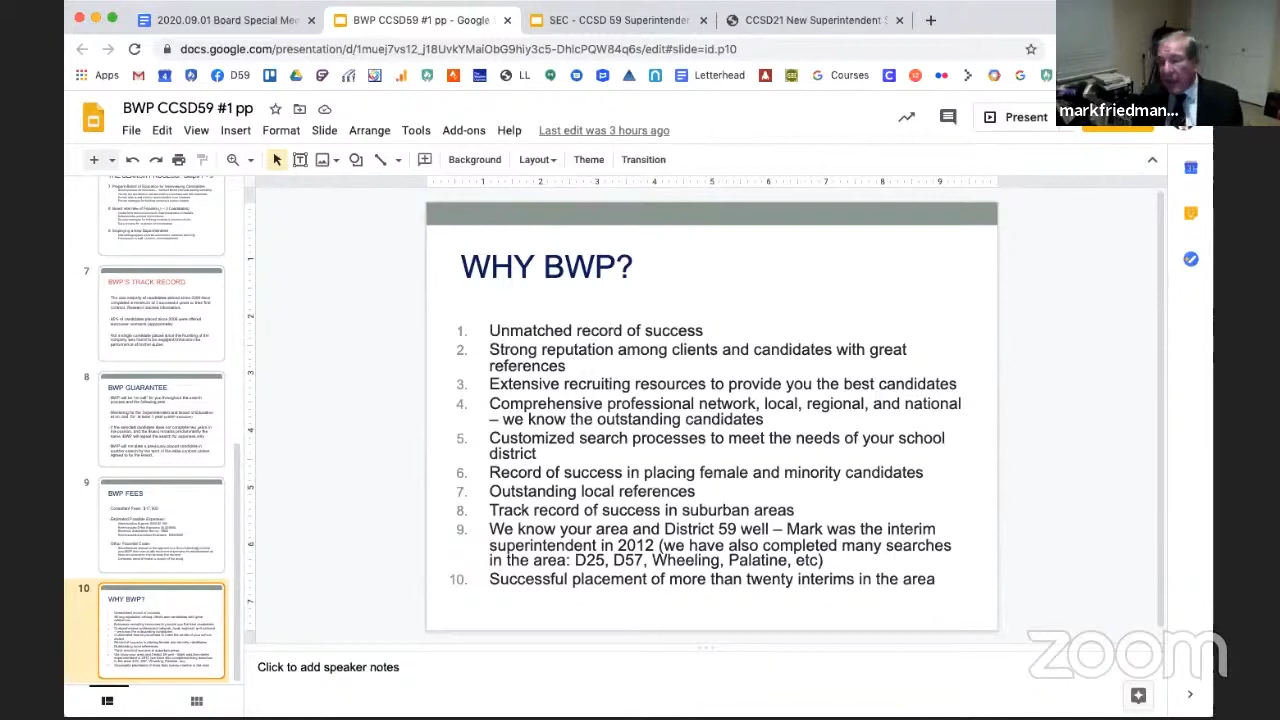 2020.09.01 Board Special Me
BWP CCSD59 #1 pp - Google
SEC - CCSD 59 Superintender
CCSD21 New Superintendent S
docs.google.com/presentation/d/1muej7vs12_j18UvkYMaiObGGhiy3c5-DhIcPQW84q6s/edit#slide=id.p10
Apps
D59
LL
Letterhead
Courses
markfriedman...
BWP CCSD59 #1 pp
File Edit View Insert Format Slide Arrange Tools Add-ons Help Last edit was 3 hours ago
Present
Background Layout Theme Transition
7
BWP'S TRACK RECORD
8
BWP GUARANTEE
9
BWP FEES
10
WHY BWP?
WHY BWP?
1. Unmatched record of success
2. Strong reputation among clients and candidates with great
references
3. Extensive recruiting resources to provide you the best candidates
4. Comprehensive professional network, local, regional, and national
– we know the outstanding candidates
5. Customized search processes to meet the needs of your school
district
6. Record of success in placing female and minority candidates
7. Outstanding local references
8. Track record of success in suburban areas
9. We know the area and District 59 well – Mark was the interim
superintendent in 2012 (we have also completed many searches
in the area: D25, D57, Wheeling, Palatine, etc)
10. Successful placement of more than twenty interims in the area
Click to add speaker notes
zoom